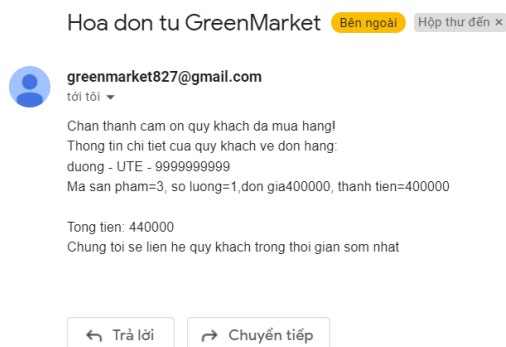 Hoa don tu GreenMarket Bên ngoài Hộp thư đến ×
greenmarket827@gmail.com
tới tôi
Chan thanh cam on quy khach da mua hang!
Thong tin chi tiet cua quy khach ve don hang:
duong - UTE - 9999999999
Ma san pham=3, so luong=1,don gia400000, thanh tien=400000
Tong tien: 440000
Chung toi se lien he quy khach trong thoi gian som nhat
Trả lời Chuyển tiếp